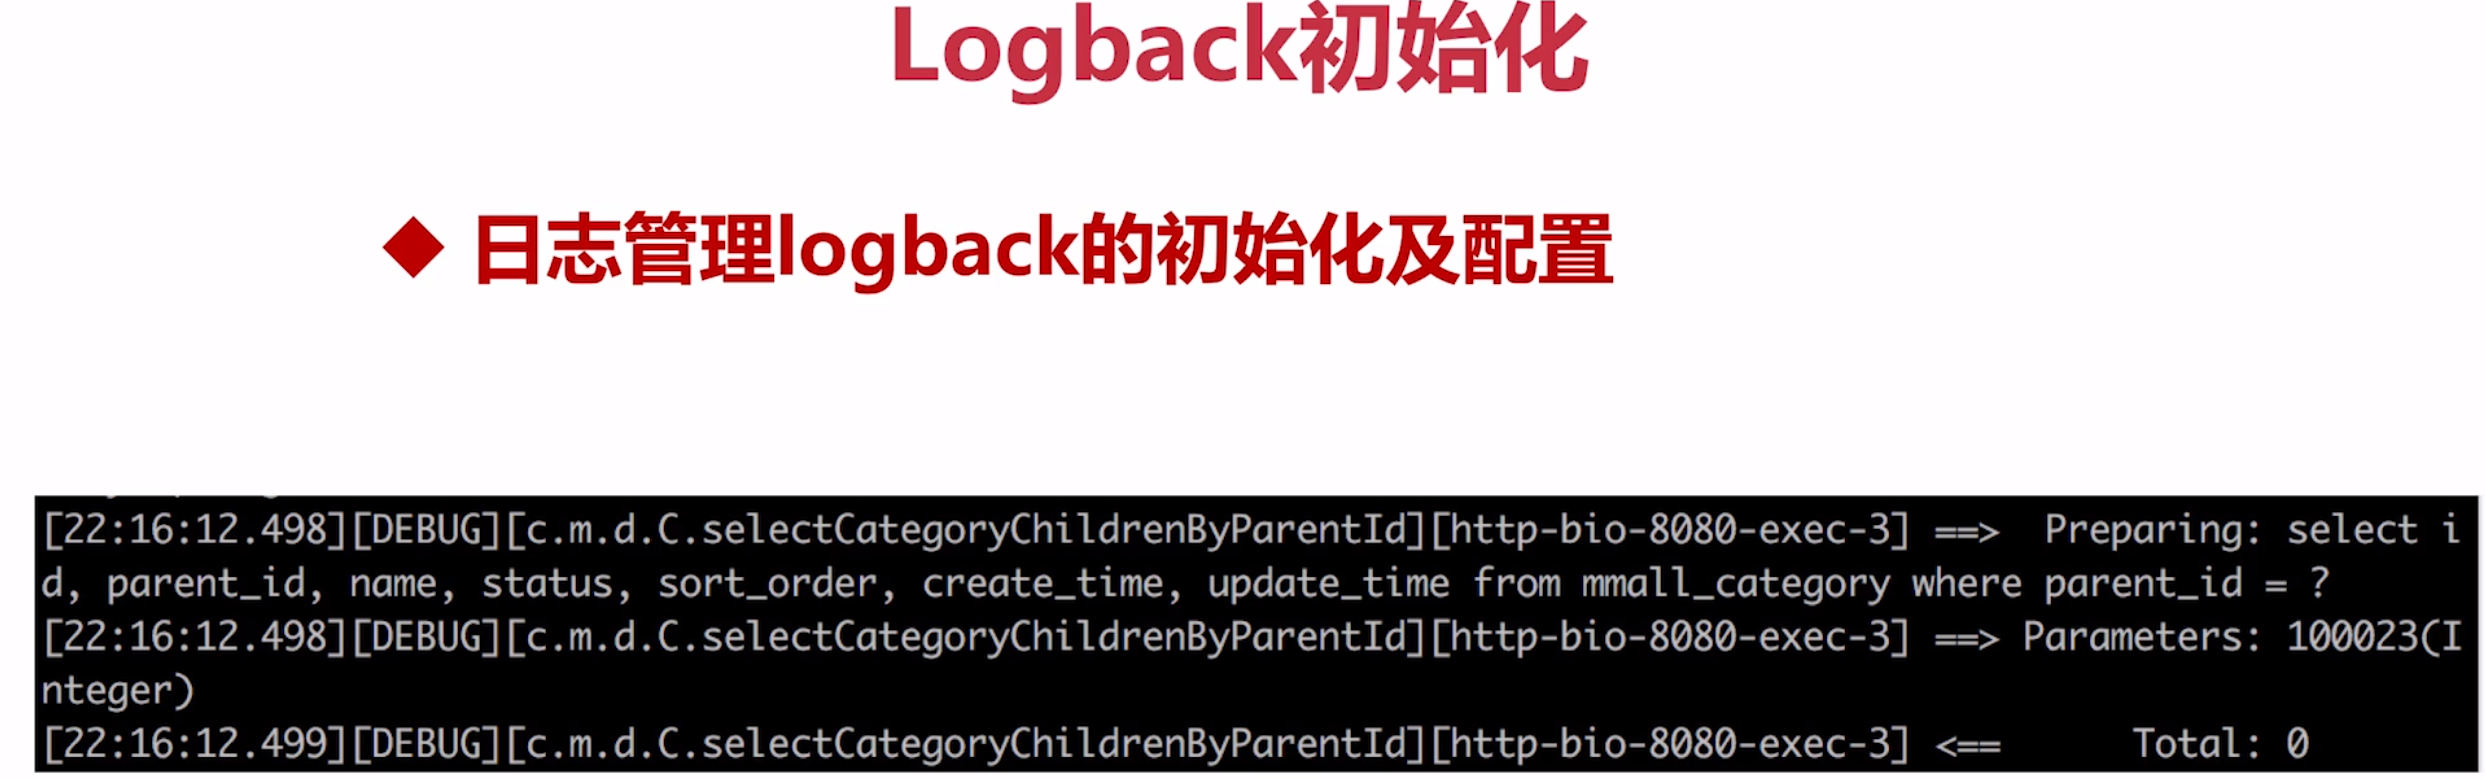 Logback初始化
◆ 日志管理logback的初始化及配置
[22:16:12.498][DEBUG][c.m.d.C.selectCategoryChildrenByParentId][http-bio-8080-exec-3] ==>  Preparing: select i
d, parent_id, name, status, sort_order, create_time, update_time from mmall_category where parent_id = ?
[22:16:12.498][DEBUG][c.m.d.C.selectCategoryChildrenByParentId][http-bio-8080-exec-3] ==> Parameters: 100023(I
nteger)
[22:16:12.499][DEBUG][c.m.d.C.selectCategoryChildrenByParentId][http-bio-8080-exec-3] <==      Total: 0